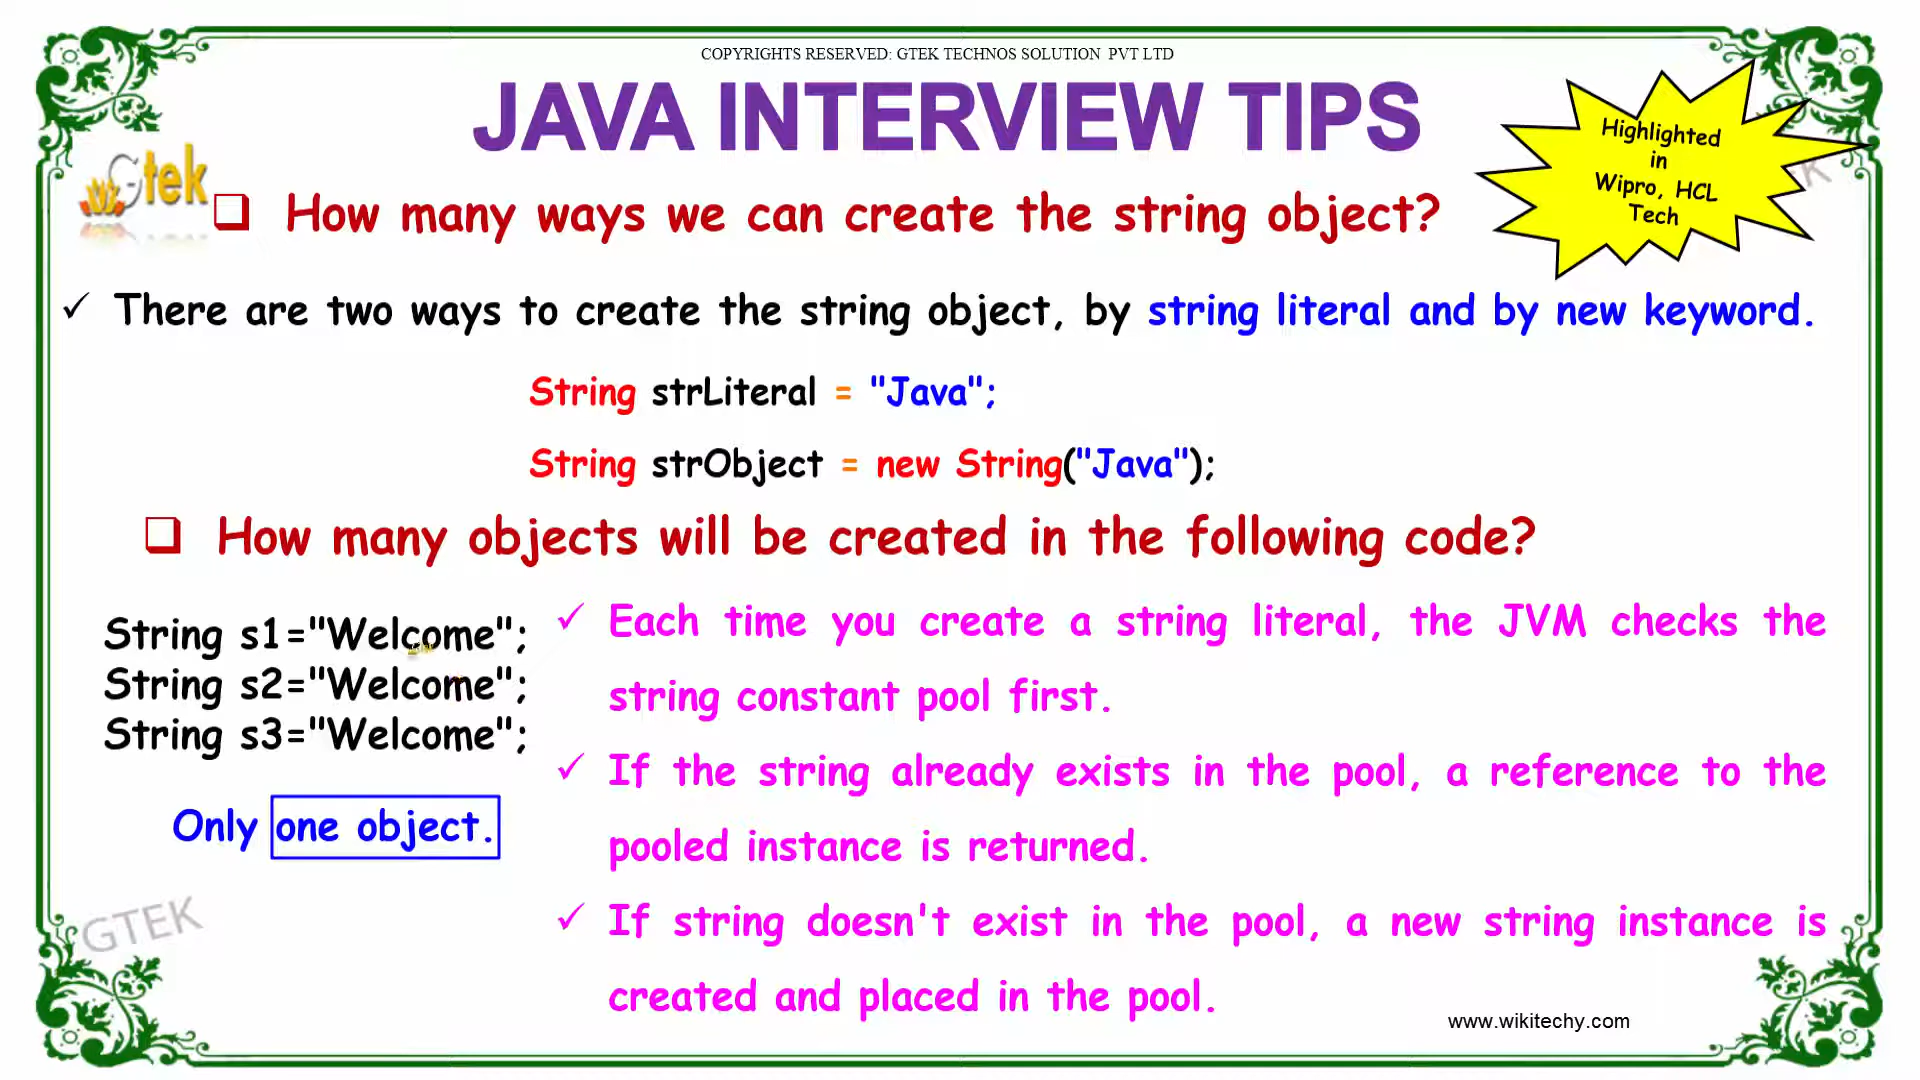 COPYRIGHTS RESERVED: GTEK TECHNOS SOLUTION PVT LTD
JAVA INTERVIEW TIPS
Highlighted
in
Wipro, HCL
Tech
Gtek
How many ways we can create the string object?
There are two ways to create the string object, by string literal and by new keyword.
String strLiteral = "Java";
String strObject = new String("Java");
How many objects will be created in the following code?
String s1="Welcome";
String s2="Welcome";
String s3="Welcome";
Only one object.
Each time you create a string literal, the JVM checks the
string constant pool first.
If the string already exists in the pool, a reference to the
pooled instance is returned.
If string doesn't exist in the pool, a new string instance is
created and placed in the pool.
GTEK
www.wikitechy.com